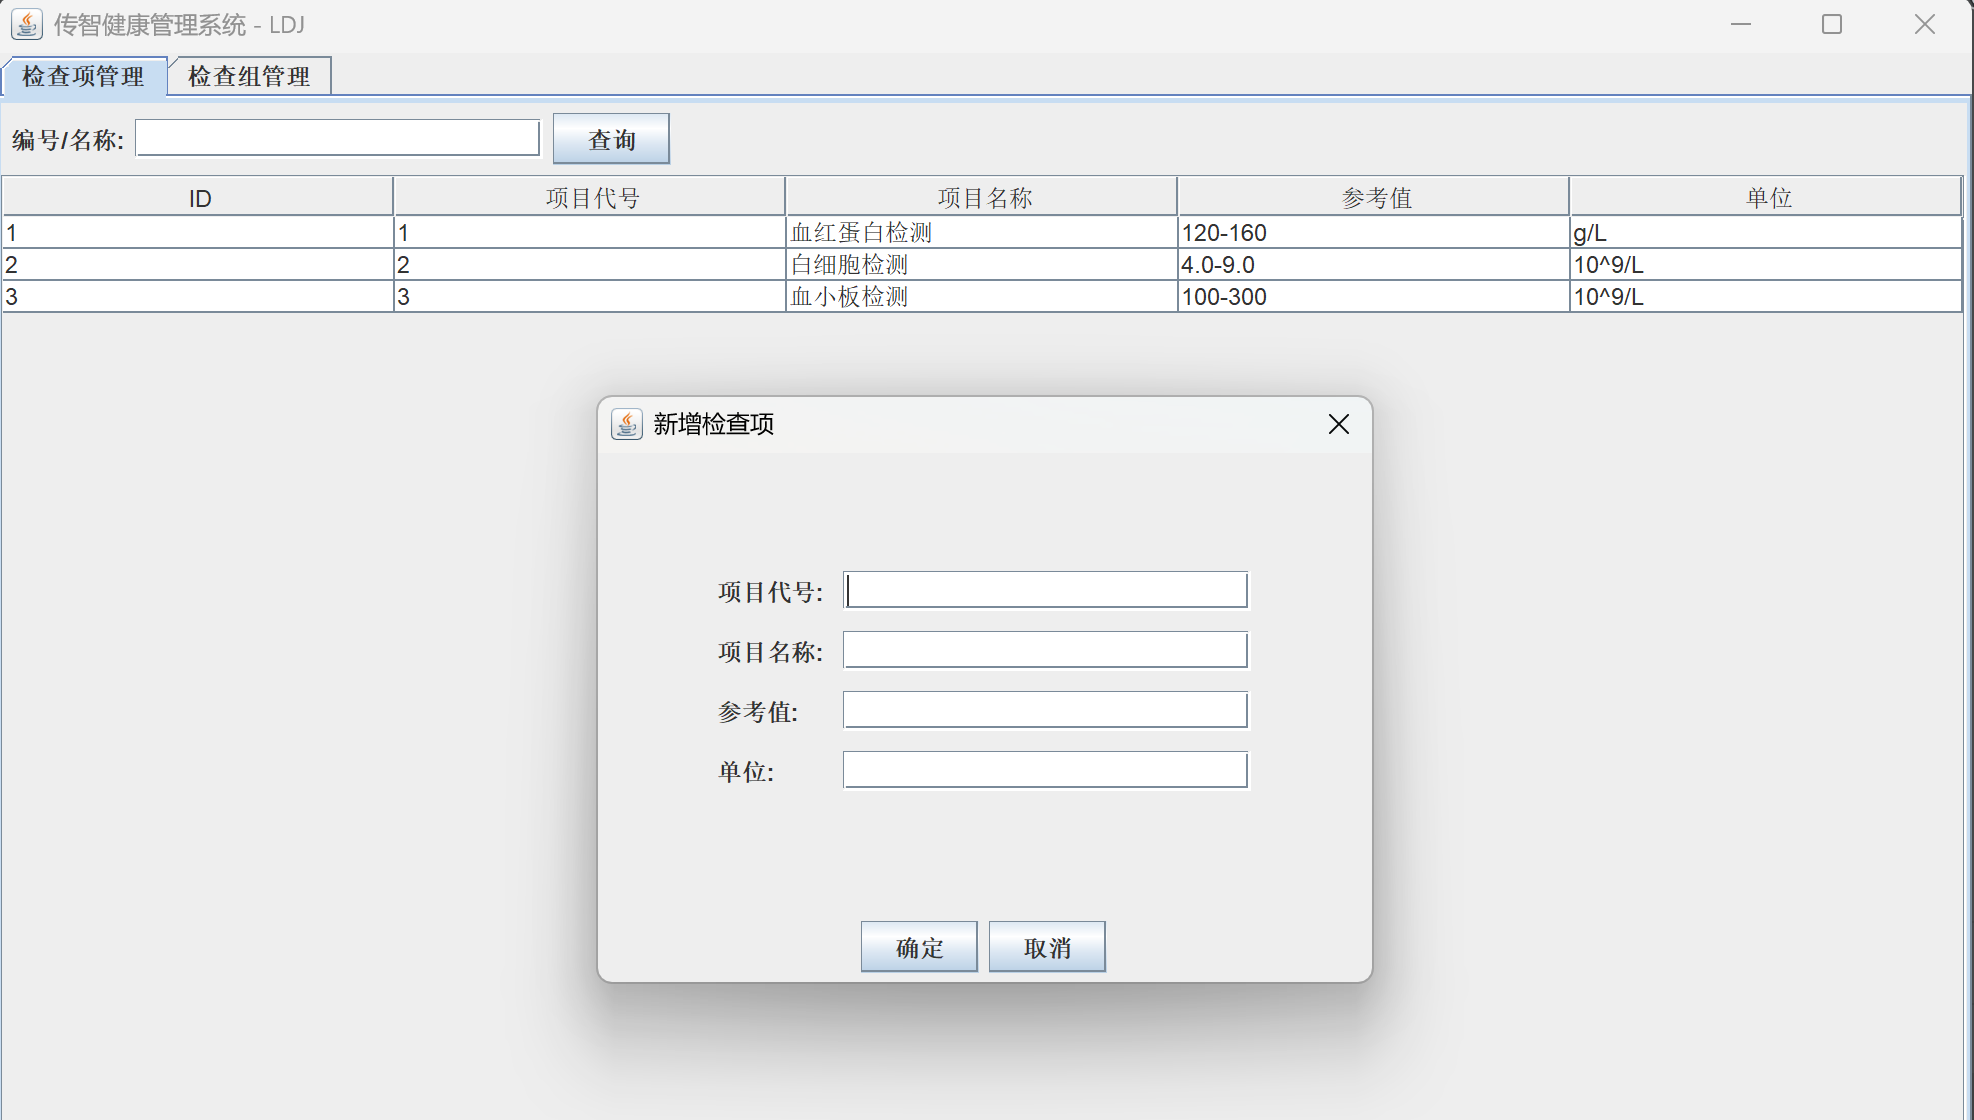 传智健康管理系统 - LDJ
检查项管理 检查组管理
编号/名称: 查询
ID 项目代号 项目名称 参考值 单位
1 1 血红蛋白检测 120-160 g/L
2 2 白细胞检测 4.0-9.0 10^9/L
3 3 血小板检测 100-300 10^9/L
新增检查项
项目代号:
项目名称:
参考值:
单位:
确定 取消